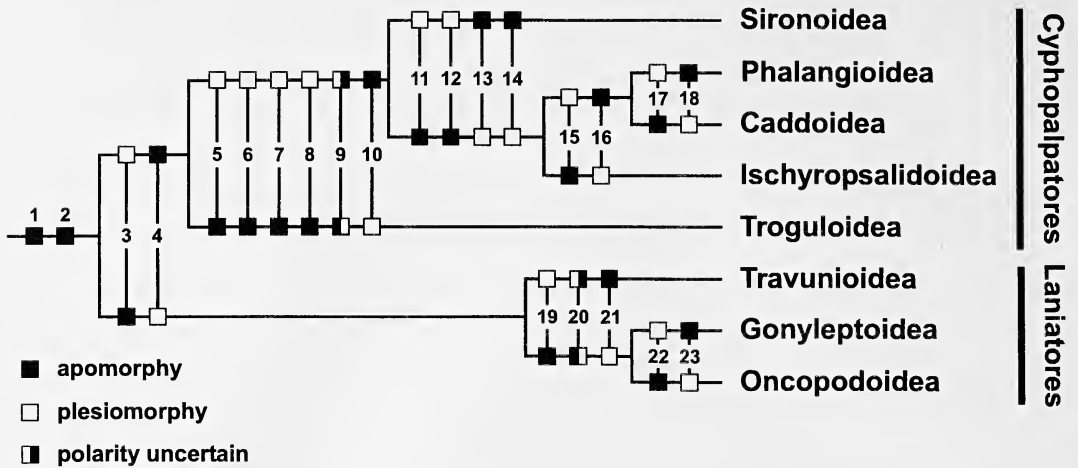 Sironoidea
Phalangioidea
Caddoidea
Ischyropsalidoidea
Troguloidea
Travunioidea
Gonyleptoidea
Oncopodoidea
Cyphopalpatores
Laniatores
1 2
3 4
5 6 7 8 9 10
11 12 13 14
15 16
17 18
19 20 21
22 23
apomorphy
plesiomorphy
polarity uncertain